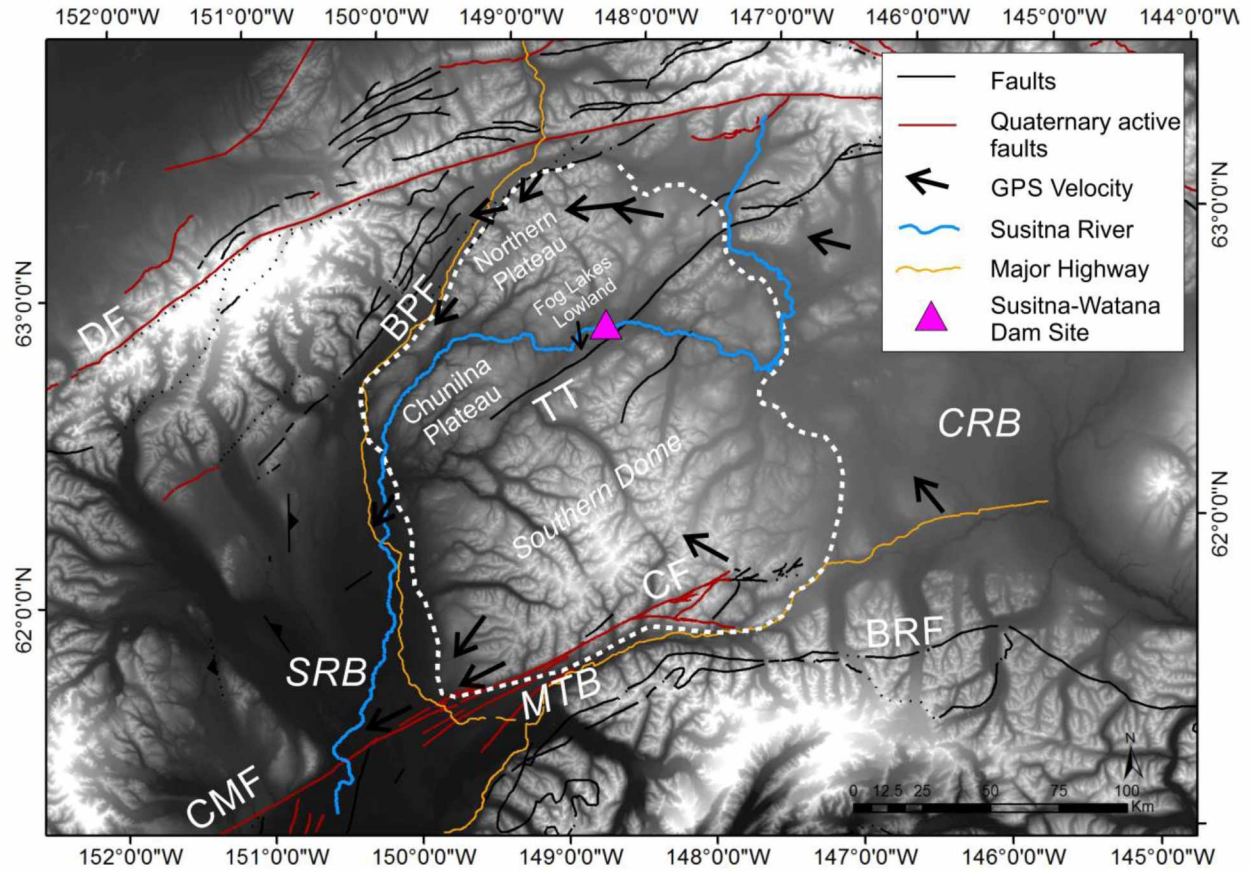 152°0'0"W 151°0'0"W 150°0'0"W 149°0'0"W 148°0'0"W 147°0'0"W 146°0'0"W 145°0'0"W 144°0'0"W
Faults
Quaternary active
faults
GPS Velocity
Susitna River
Major Highway
Susitna-Watana
Dam Site
63°0'0"N
63°0'0"N
62°0'0"N
62°0'0"N
DF
BPF
Northern
Plateau
Fog Lakes
Lowland
Chunilna
Plateau
TT
CRB
Southern Dome
CF
BRF
SRB
MTB
CMF
N
0 12.5 25 50 75 100
Km
152°0'0"W 151°0'0"W 150°0'0"W 149°0'0"W 148°0'0"W 147°0'0"W 146°0'0"W 145°0'0"W